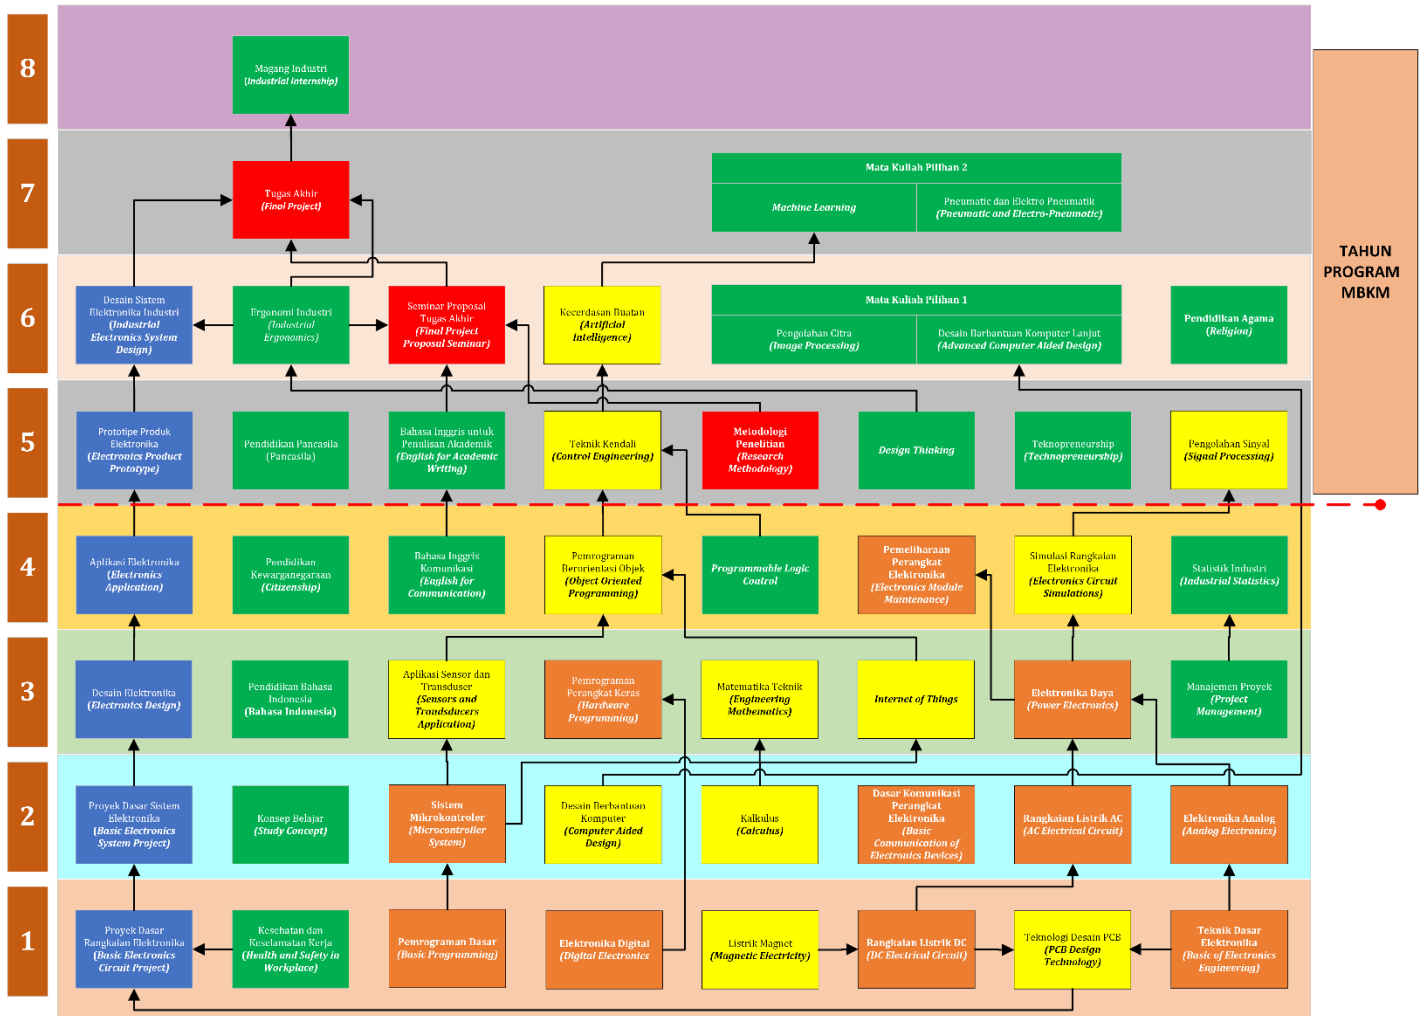 8
Magang Industri
(Industrial Internship)
7
Tugas Akhir
(Final Project)
Mata Kuliah Pilihan 2
Machine Learning
Pneumatic dan Elektro Pneumatik
(Pneumatic and Electro-Pneumatic)
TAHUN
PROGRAM
MBKM
6
Desain Sistem
Elektronika Industri
(Industrial
Electronics System
Design)
Ergonomi Industri
(Industrial
Ergonomics)
Seminar Proposal
Tugas Akhir
(Final Project
Proposal Seminar)
Kecerdasan Buatan
(Artificial
Intelligence)
Mata Kuliah Pilihan 1
Pengolahan Citra
(Image Processing)
Desain Barbantuan Komputer Lanjut
(Advanced Computer Aided Design)
Pendidikan Agama
(Religion)
5
Prototipe Produk
Elektronika
(Electronics Product
Prototype)
Pendidikan Pancasila
(Pancasila)
Bahasa Inggris untuk
Penulisan Akademik
(English for Academic
Writing)
Teknik Kendali
(Control Engineering)
Metodologi
Penelitian
(Research
Methodology)
Design Thinking
Teknopreneurship
(Technopreneurship)
Pengolahan Sinyal
(Signal Processing)
4
Aplikasi Elektronika
(Electronics
Application)
Pendidikan
Kewarganegaraan
(Citizenship)
Bahasa Inggris
Komunikasi
(English for
Communication)
Pemrograman
Berorientasi Objek
(Object Oriented
Programming)
Programmable Logic
Control
Pemeliharaan
Perangkat
Elektronika
(Electronics Module
Maintenance)
Simulasi Rangkaian
Elektronika
(Electronics Circuit
Simulations)
Statistik Industri
(Industrial Statistics)
3
Desain Elektronika
(Electronics Design)
Pendidikan Bahasa
Indonesia
(Bahasa Indonesia)
Aplikasi Sensor dan
Transduser
(Sensors and
Trandsducers
Application)
Pemrograman
Perangkat Keras
(Hardware
Programming)
Matematika Teknik
(Engineering
Mathematics)
Internet of Things
Elektronika Daya
(Power Electronics)
Manajemen Proyek
(Project
Management)
2
Proyek Dasar Sistem
Elektronika
(Basic Electronics
System Project)
Konsep Belajar
(Study Concept)
Sistem
Mikrokontroler
(Microcontroller
System)
Desain Berbantuan
Komputer
(Computer Aided
Design)
Kalkulus
(Calculus)
Dasar Komunikasi
Perangkat
Elektronika
(Basic
Communication of
Electronics Devices)
Rangkaian Listrik AC
(AC Electrical Circuit)
Elektronika Analog
(Analog Electronics)
1
Proyek Dasar
Rangkaian Elektronika
(Basic Electronics
Circuit Project)
Kesehatan dan
Keselamatan Kerja
(Health and Safety in
Workplace)
Pemrograman Dasar
(Basic Programming)
Elektronika Digital
(Digital Electronics
Listrik Magnet
(Magnetic Electricity)
Rangkaian Listrik DC
(DC Electrical Circuit)
Teknologi Desain PCB
(PCB Design
Technology)
Teknik Dasar
Elektronika
(Basic of Electronics
Engineering)